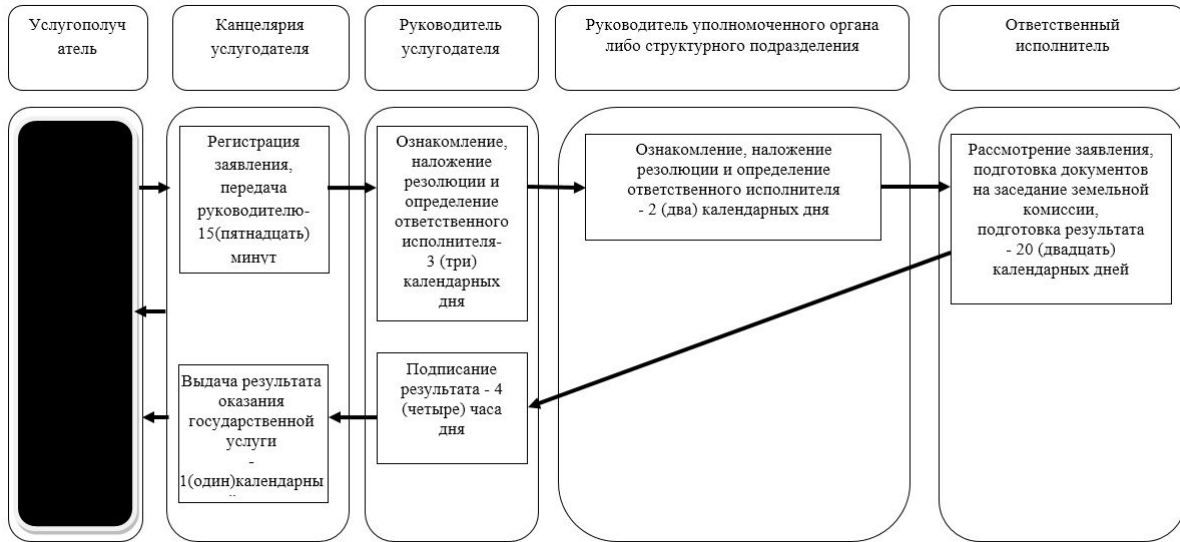 Услугополуч
атель
Канцелярия
услугодателя
Руководитель
услугодателя
Руководитель уполномоченного органа
либо структурного подразделения
Ответственный
исполнитель
Регистрация
заявления,
передача
руководителю-
15(пятнадцать)
минут
Ознакомление,
наложение
резолюции и
определение
ответственного
исполнителя-
3 (три)
календарных
дня
Ознакомление, наложение
резолюции и определение
ответственного исполнителя
- 2 (два) календарных дня
Рассмотрение заявления,
подготовка документов
на заседание земельной
комиссии,
подготовка результата
- 20 (двадцать)
календарных дней
Выдача результата
оказания
государственной
услуги
-
1(один)календарны
Подписание
результата - 4
(четыре) часа
дня